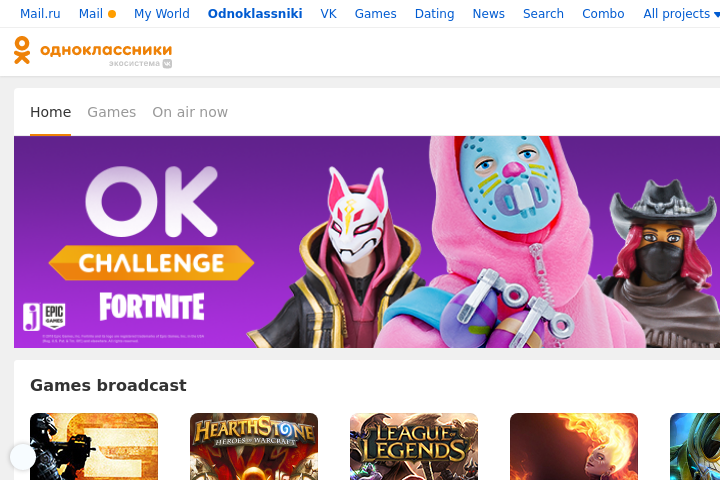 Mail.ru Mail My World Odnoklassniki VK Games Dating News Search Combo All projects
одноклассники
экосистема
Home Games On air now
OK
CHALLENGE
FORTNITE
EPIC
GAMES
Games broadcast
HEARTHSTONE
HEROES OF WARCRAFT
LEAGUE of
LEGENDS